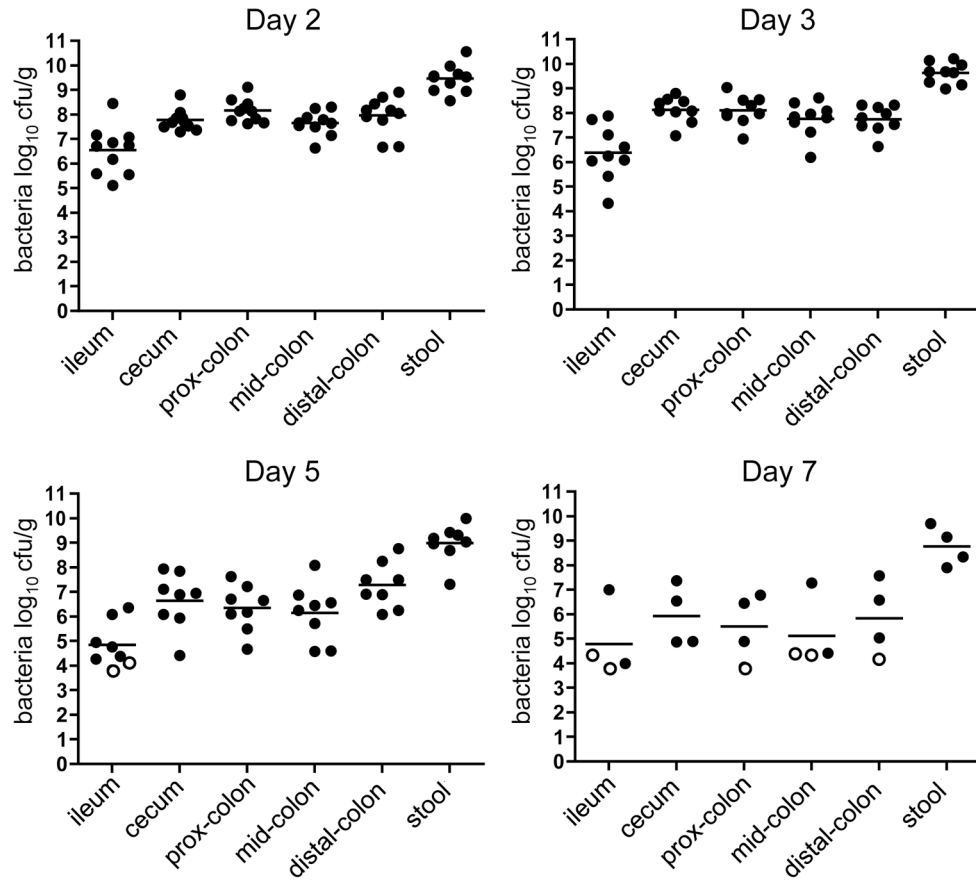 Day 2
bacteria log10 cfu/g
11
10
9
8
7
6
5
4
3
2
1
0
ileum
cecum
prox-colon
mid-colon
distal-colon
stool
Day 3
bacteria log10 cfu/g
11
10
9
8
7
6
5
4
3
2
1
0
ileum
cecum
prox-colon
mid-colon
distal-colon
stool
Day 5
bacteria log10 cfu/g
11
10
9
8
7
6
5
4
3
2
1
0
ileum
cecum
prox-colon
mid-colon
distal-colon
stool
Day 7
bacteria log10 cfu/g
11
10
9
8
7
6
5
4
3
2
1
0
ileum
cecum
prox-colon
mid-colon
distal-colon
stool